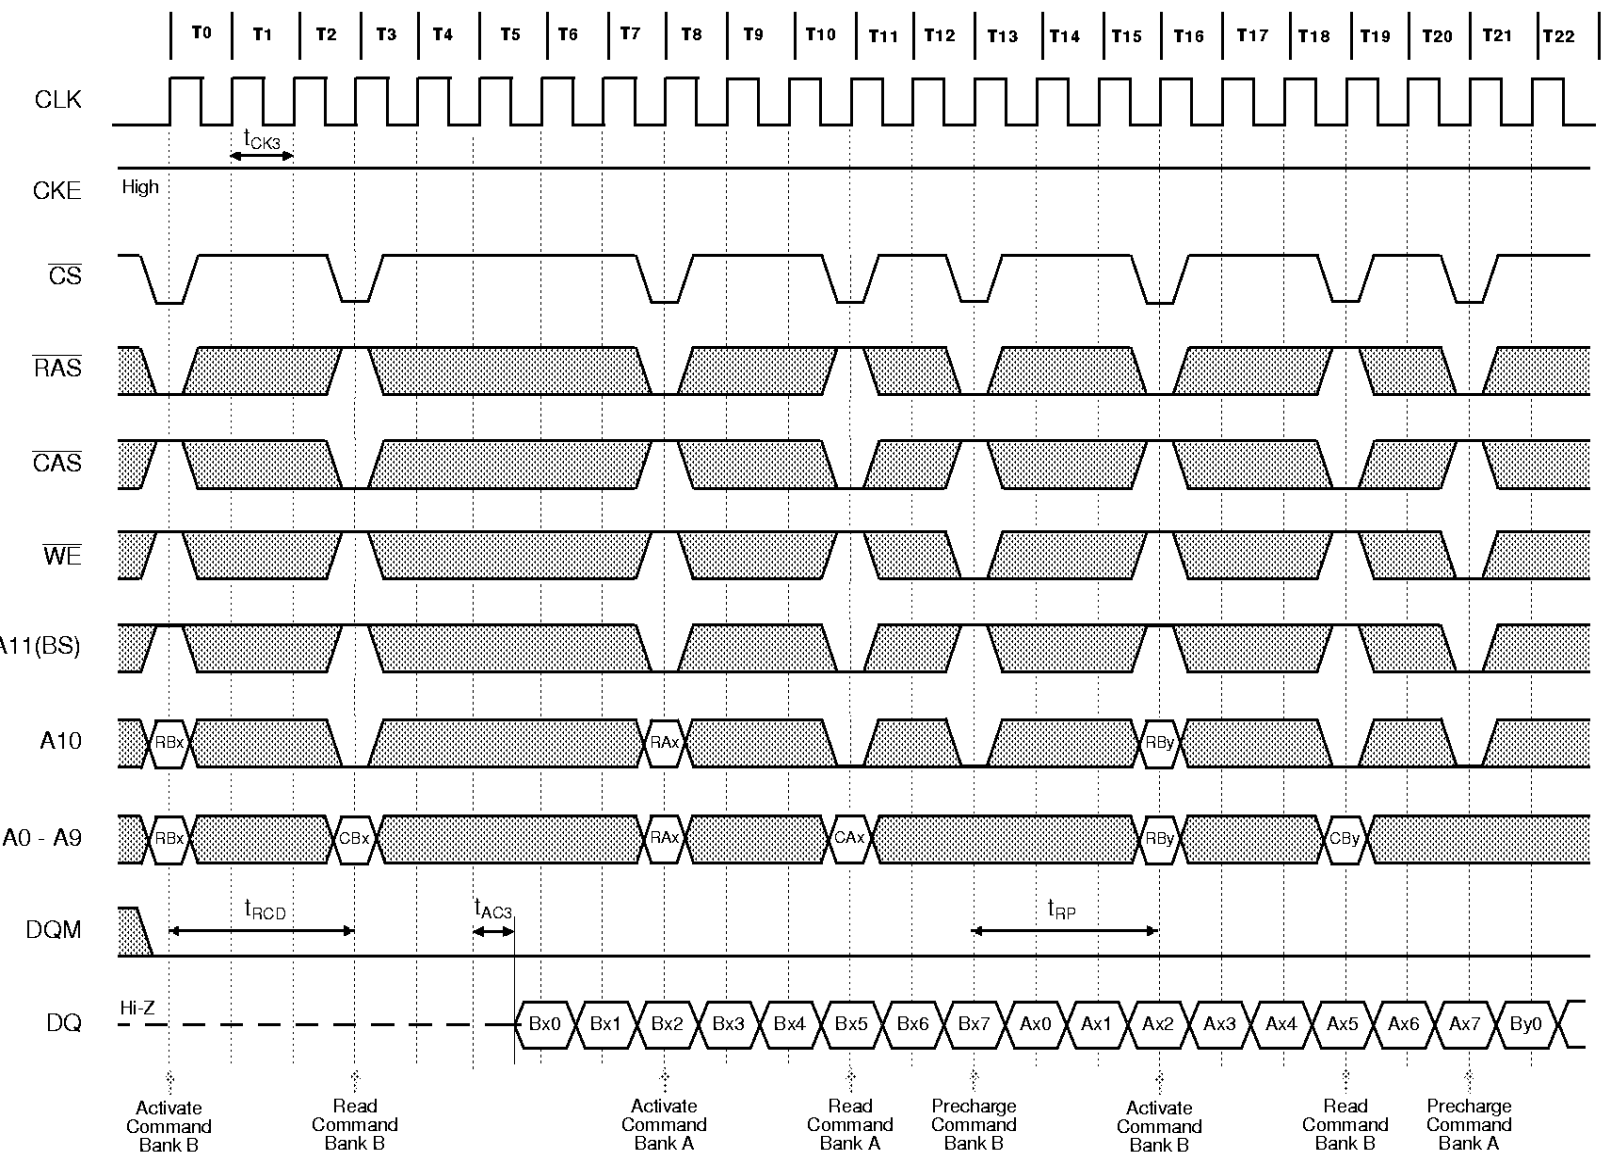 T0 T1 T2 T3 T4 T5 T6 T7 T8 T9 T10 T11 T12 T13 T14 T15 T16 T17 T18 T19 T20 T21 T22
CLK
tCK3
CKE
High
CS
RAS
CAS
WE
A11(BS)
A10
RBx RAx RBy
A0 - A9
RBx CBx RAx CAx RBy CBy
DQM
tRCD tAC3 tRP
DQ
Hi-Z
Bx0 Bx1 Bx2 Bx3 Bx4 Bx5 Bx6 Bx7 Ax0 Ax1 Ax2 Ax3 Ax4 Ax5 Ax6 Ax7 By0
Activate
Command
Bank B
Read
Command
Bank B
Activate
Command
Bank A
Read
Command
Bank A
Precharge
Command
Bank B
Activate
Command
Bank B
Read
Command
Bank B
Precharge
Command
Bank A